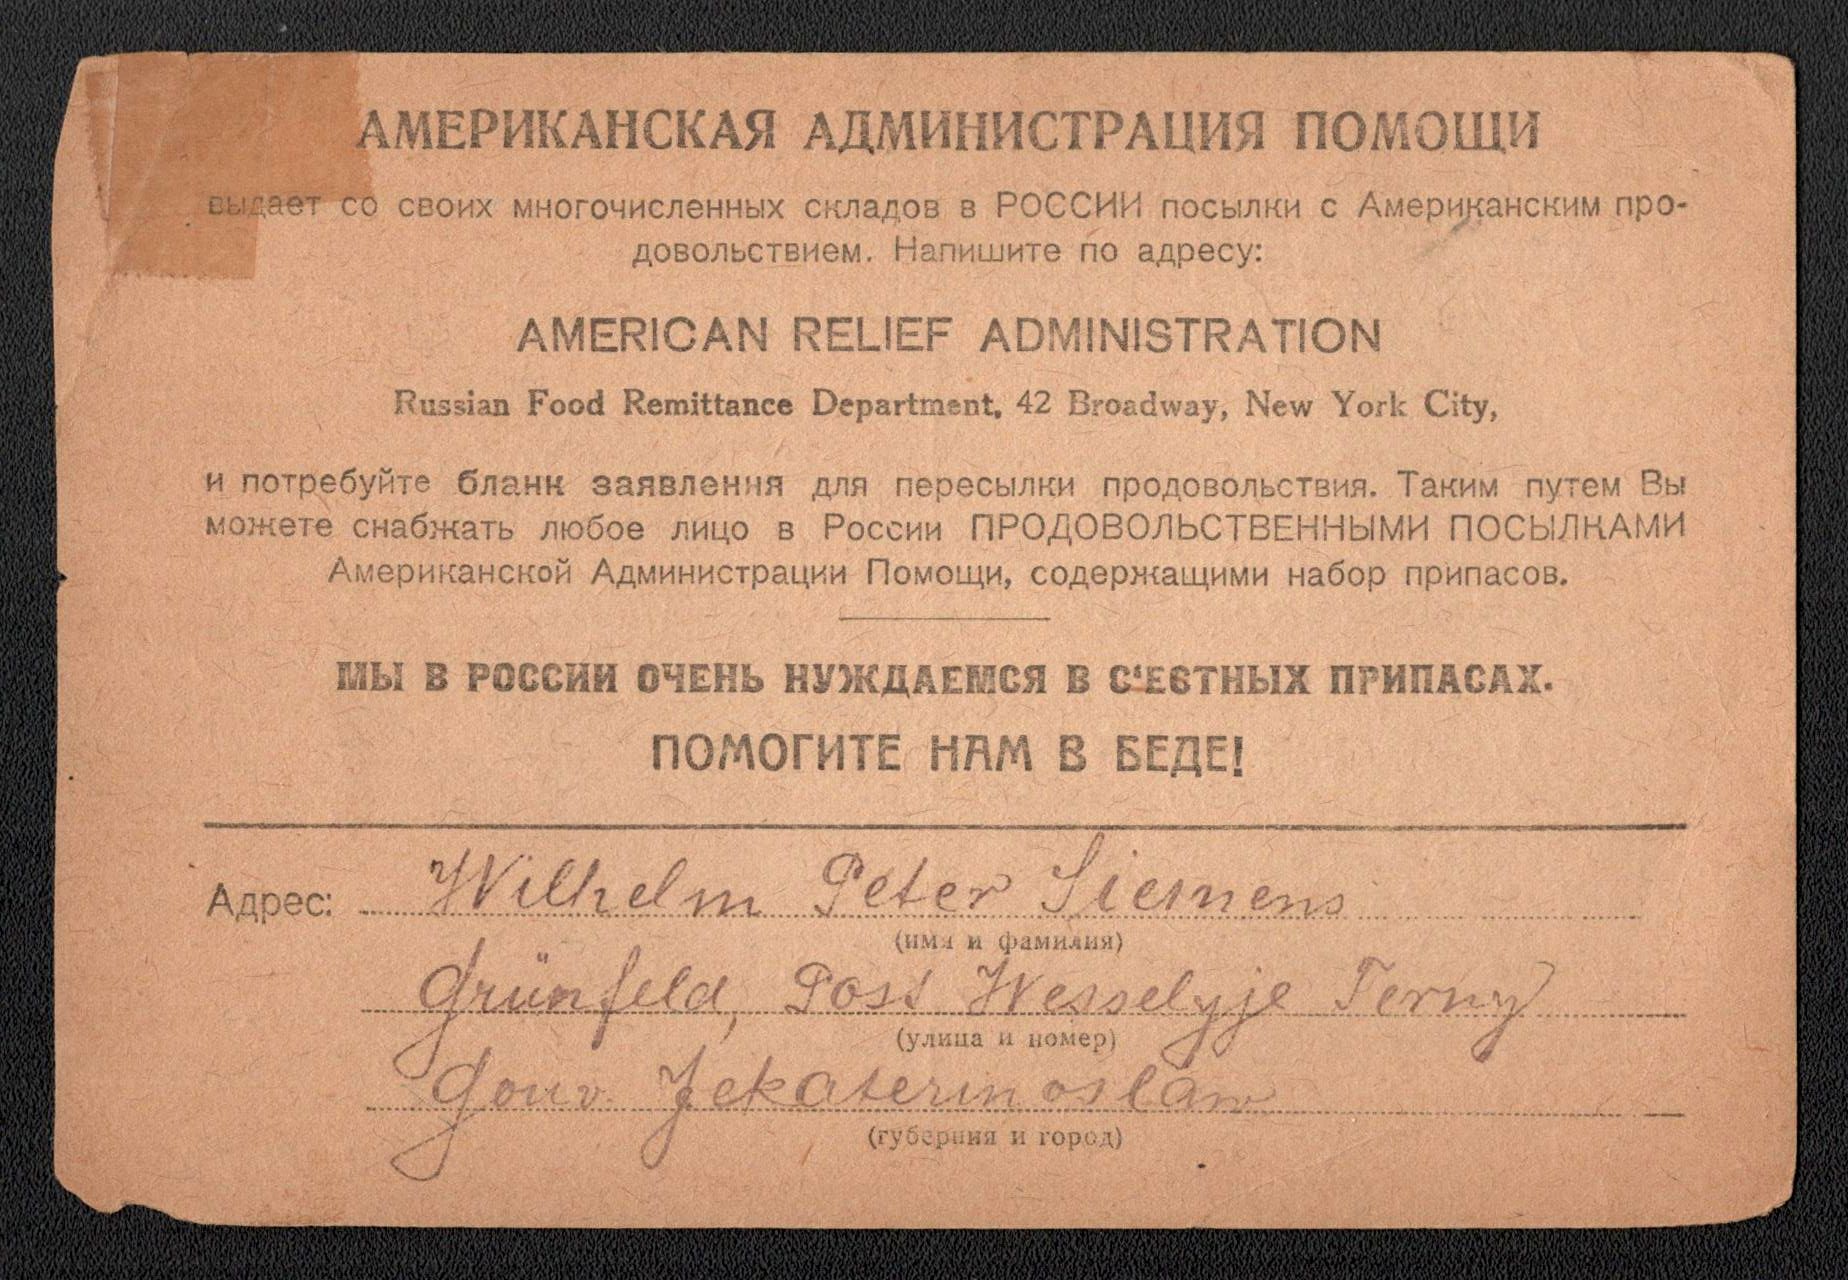 АМЕРИКАНСКАЯ АДМИНИСТРАЦИЯ ПОМОЩИ
выдает со своих многочисленных складов в РОССИИ посылки с Американским про-
довольствием. Напишите по адресу:
AMERICAN RELIEF ADMINISTRATION
Russian Food Remittance Department, 42 Broadway, New York City,
и потребуйте бланк заявления для пересылки продовольствия. Таким путем Вы
можете снабжать любое лицо в России ПРОДОВОЛЬСТВЕННЫМИ ПОСЫЛКАМИ
Американской Администрации Помощи, содержащими набор припасов.
МЫ В РОССИИ ОЧЕНЬ НУЖДАЕМСЯ В С'ЕСТНЫХ ПРИПАСАХ.
ПОМОГИТЕ НАМ В БЕДЕ!
Адрес: Wilhelm Peter Siemens
(имя и фамилия)
Grünfeld, Post Wesselyje Terny
(улица и номер)
Gouv. Jekaterinoslaw
(губерния и город)